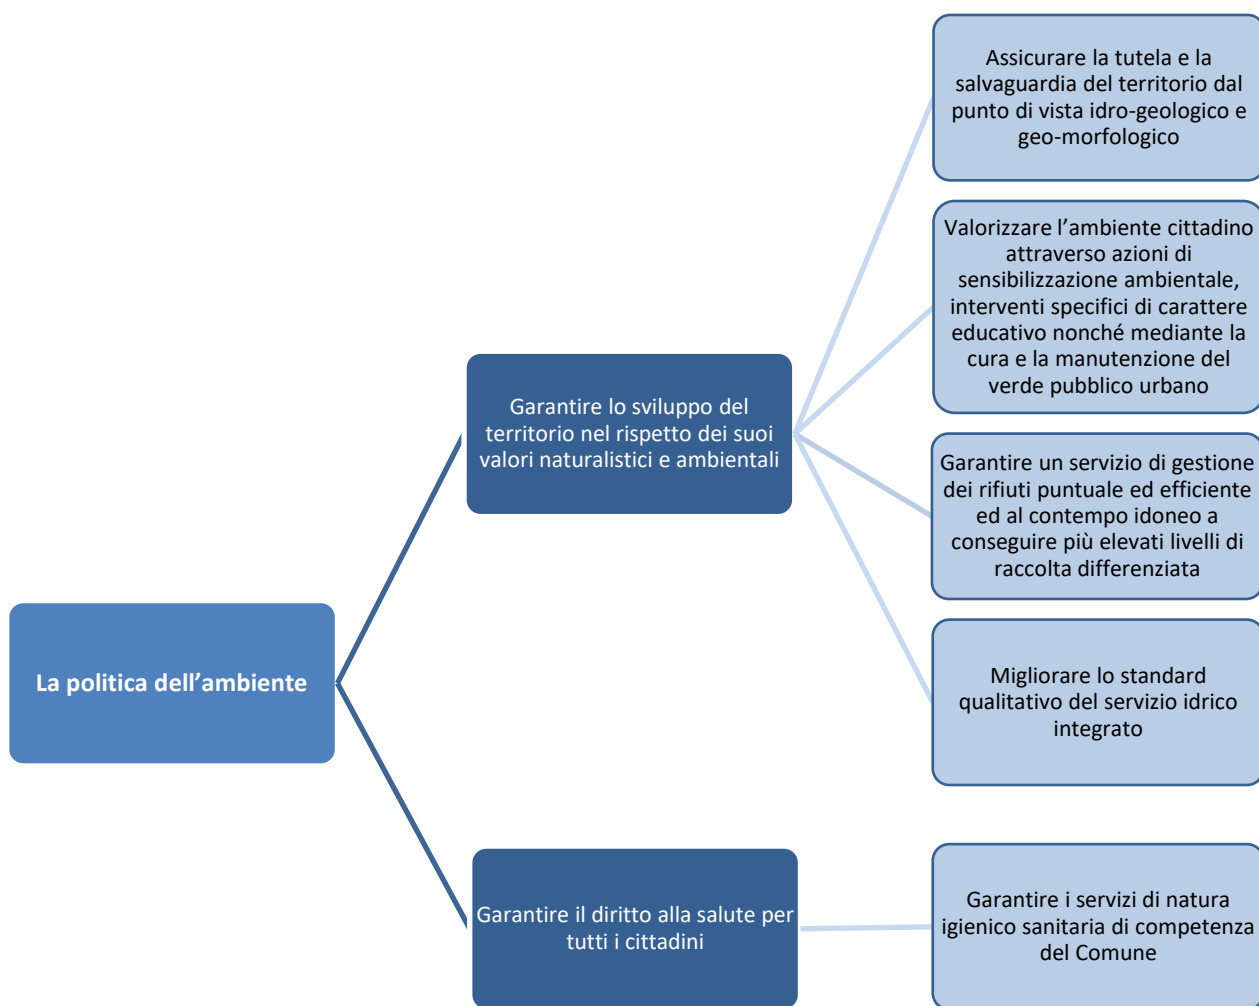 La politica dell’ambiente
Garantire lo sviluppo del
territorio nel rispetto dei suoi
valori naturalistici e ambientali
Assicurare la tutela e la
salvaguardia del territorio dal
punto di vista idro-geologico e
geo-morfologico
Valorizzare l’ambiente cittadino
attraverso azioni di
sensibilizzazione ambientale,
interventi specifici di carattere
educativo nonché mediante la
cura e la manutenzione del
verde pubblico urbano
Garantire un servizio di gestione
dei rifiuti puntuale ed efficiente
ed al contempo idoneo a
conseguire più elevati livelli di
raccolta differenziata
Migliorare lo standard
qualitativo del servizio idrico
integrato
Garantire il diritto alla salute per
tutti i cittadini
Garantire i servizi di natura
igienico sanitaria di competenza
del Comune